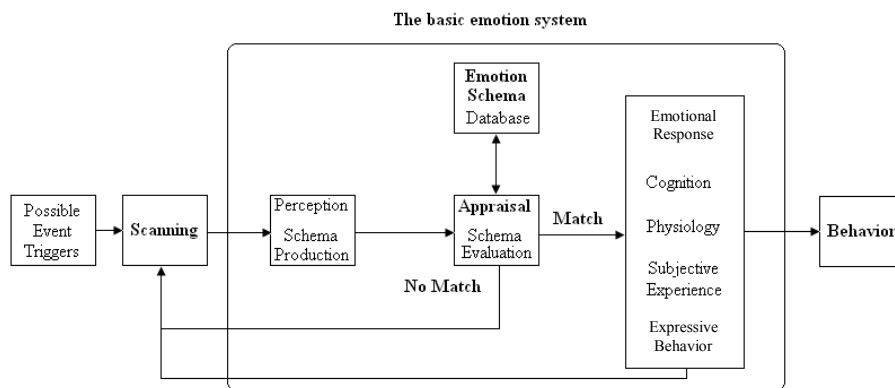 The basic emotion system
Emotion
Schema
Database
Possible
Event
Triggers
Scanning
Perception
Schema
Production
Appraisal
Schema
Evaluation
Match
No Match
Emotional
Response
Cognition
Physiology
Subjective
Experience
Expressive
Behavior
Behavior